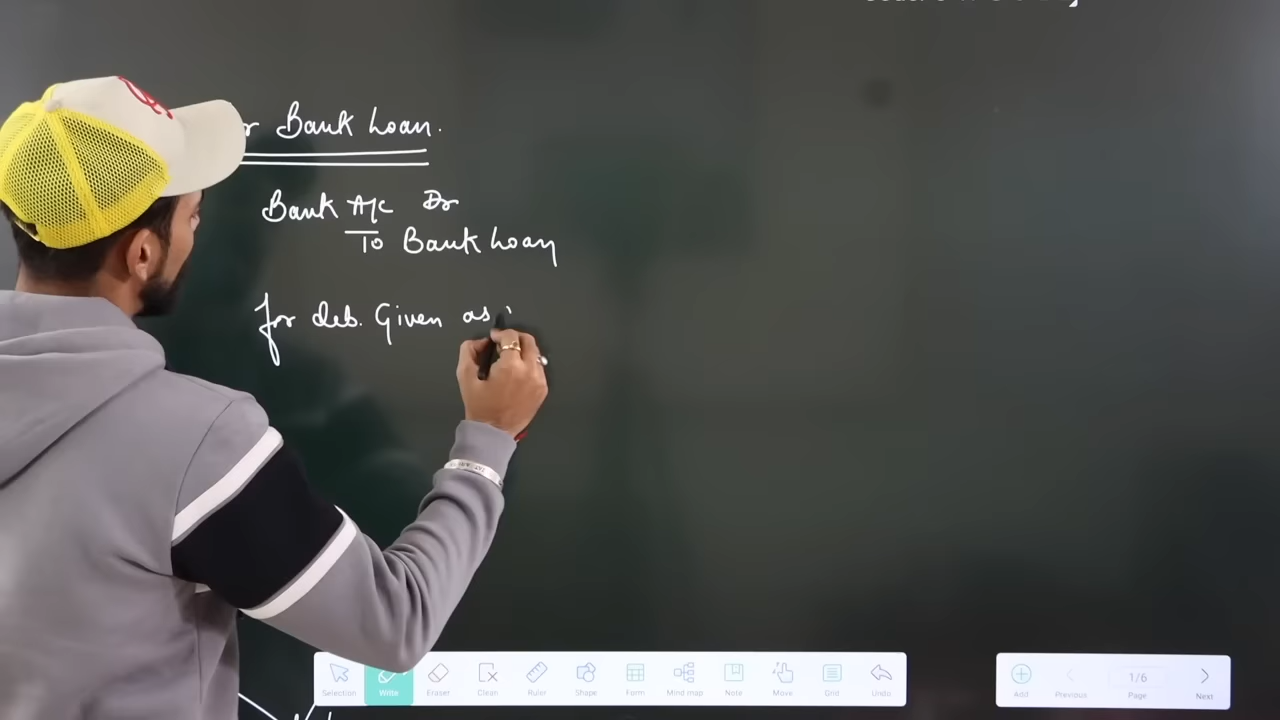 Bank Loan.
Bank A/c Dr
To Bank Loan
for deb. Given as
Selection
Write
Eraser
Clean
Ruler
Shape
Form
Mind map
Note
Move
Grid
Undo
Add
Previous
1/6
Page
Next